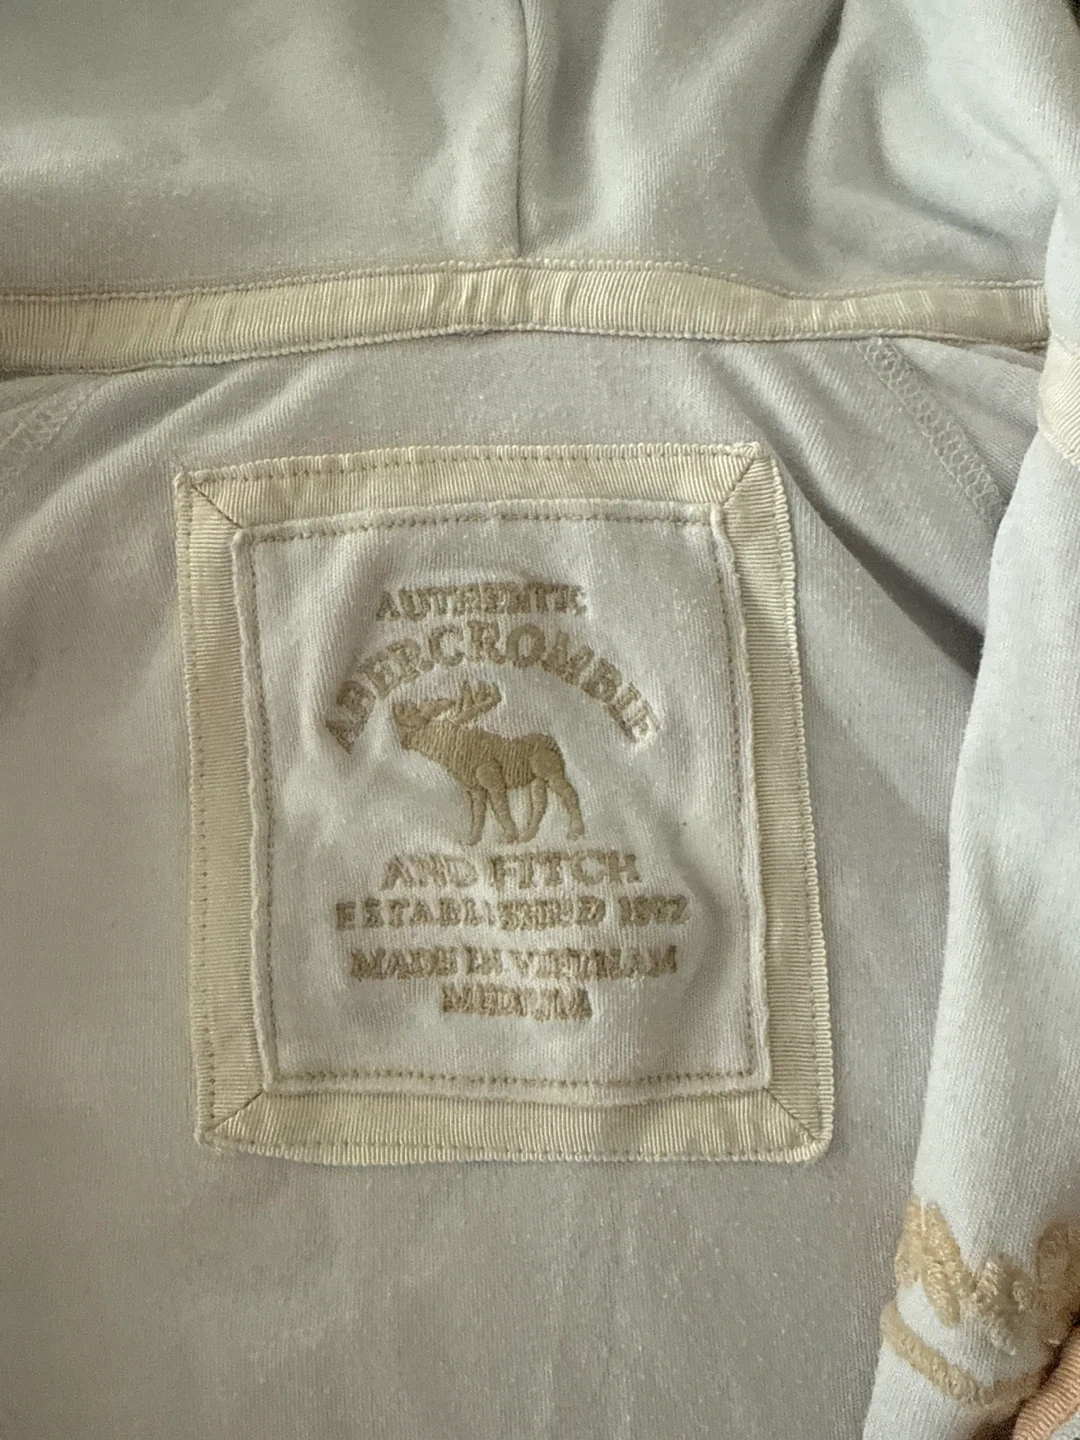 AUTHENTIC
ABERCROMBIE
AND FITCH
ESTABLISHED 1892
MADE IN VIETNAM
MEDIUM